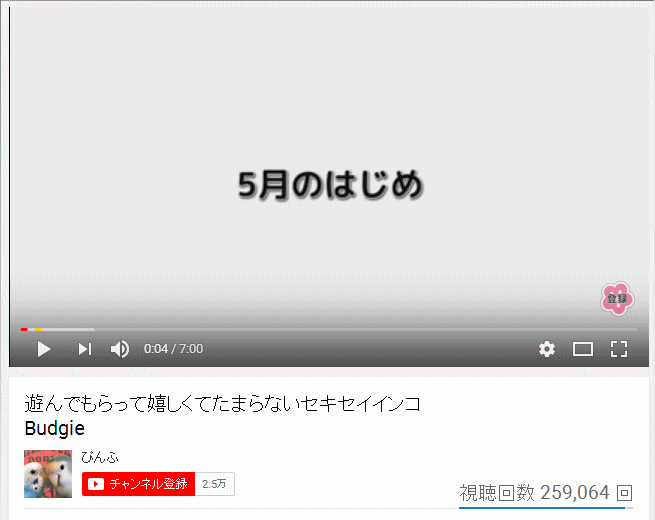 5月のはじめ
登録
0:04 / 7:00
遊んでもらって嬉しくてたまらないセキセイインコ
Budgie
ぴんふ
チャンネル登録 2.5万
視聴回数 259,064 回